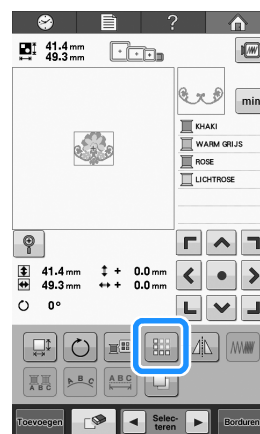 ?
41.4 mm
49.3 mm
min
KHAKI
WARM GRIJS
ROSE
LICHTROSE
41.4 mm + 0.0 mm
49.3 mm + 0.0 mm
0°
A B C
A B C
A B C
Toevoegen
Selec-
teren
Borduren